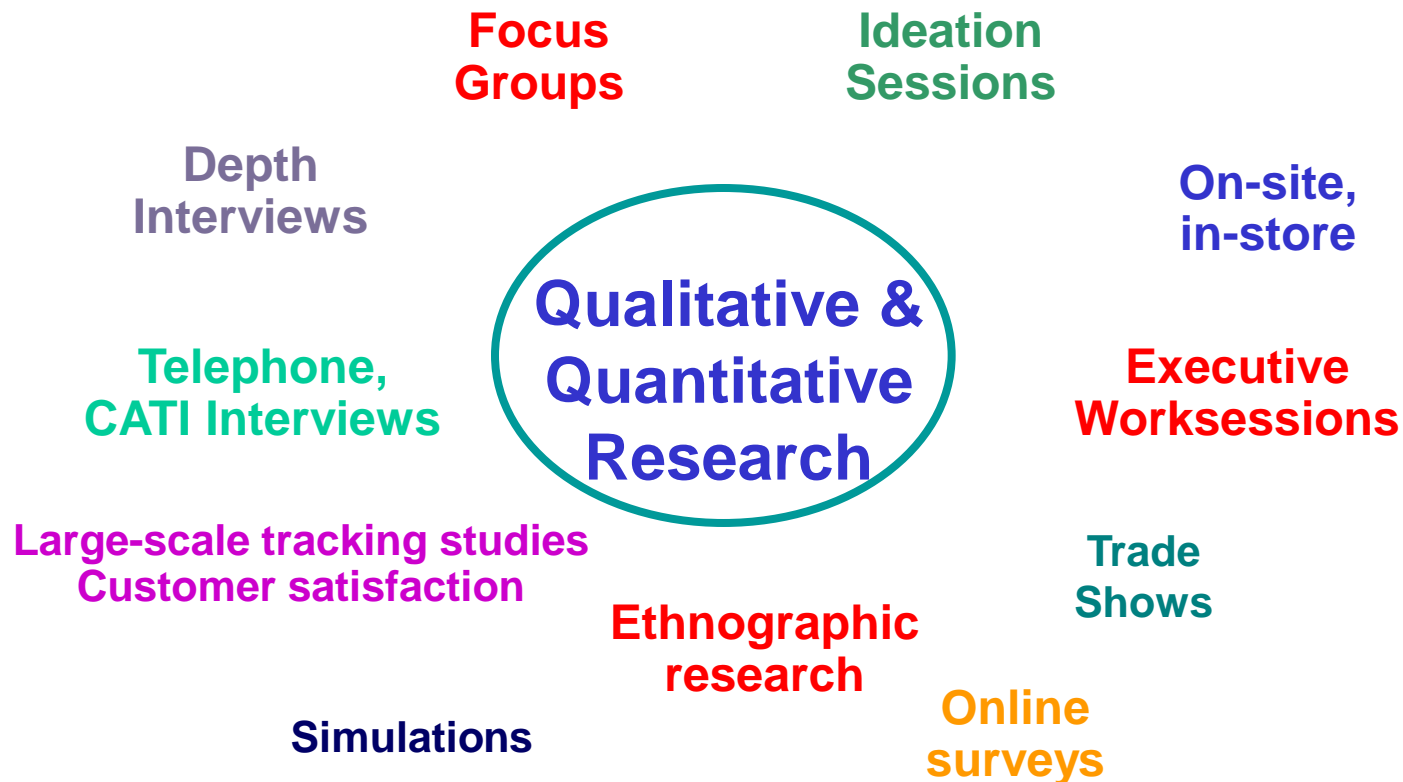 Focus
Groups
Ideation
Sessions
Depth
Interviews
On-site,
in-store
Qualitative &
Quantitative
Research
Telephone,
CATI Interviews
Executive
Worksessions
Large-scale tracking studies
Customer satisfaction
Trade
Shows
Ethnographic
research
Simulations
Online
surveys